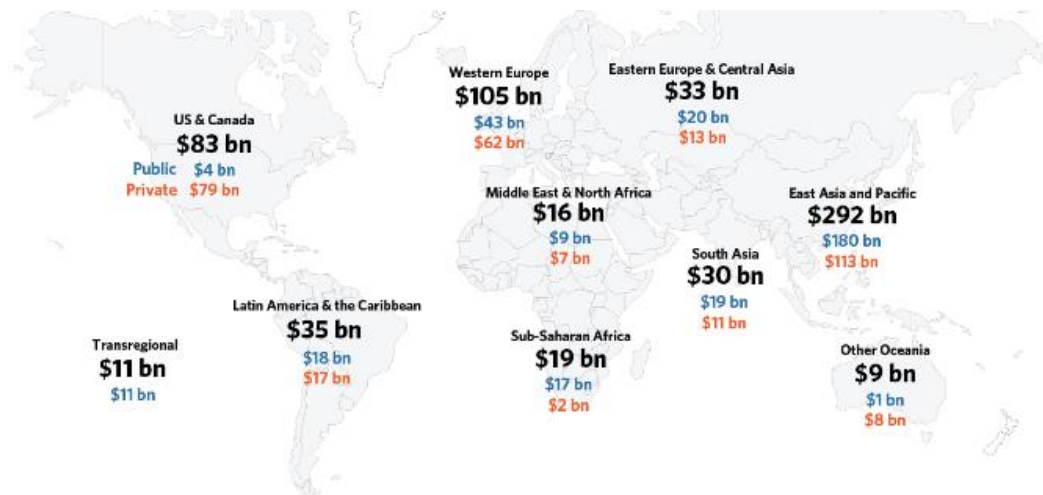 US & Canada
$83 bn
Public $4 bn
Private $79 bn
Western Europe
$105 bn
$43 bn
$62 bn
Eastern Europe & Central Asia
$33 bn
$20 bn
$13 bn
Middle East & North Africa
$16 bn
$9 bn
$7 bn
East Asia and Pacific
$292 bn
$180 bn
$113 bn
South Asia
$30 bn
$19 bn
$11 bn
Latin America & the Caribbean
$35 bn
$18 bn
$17 bn
Transregional
$11 bn
$11 bn
Sub-Saharan Africa
$19 bn
$17 bn
$2 bn
Other Oceania
$9 bn
$1 bn
$8 bn